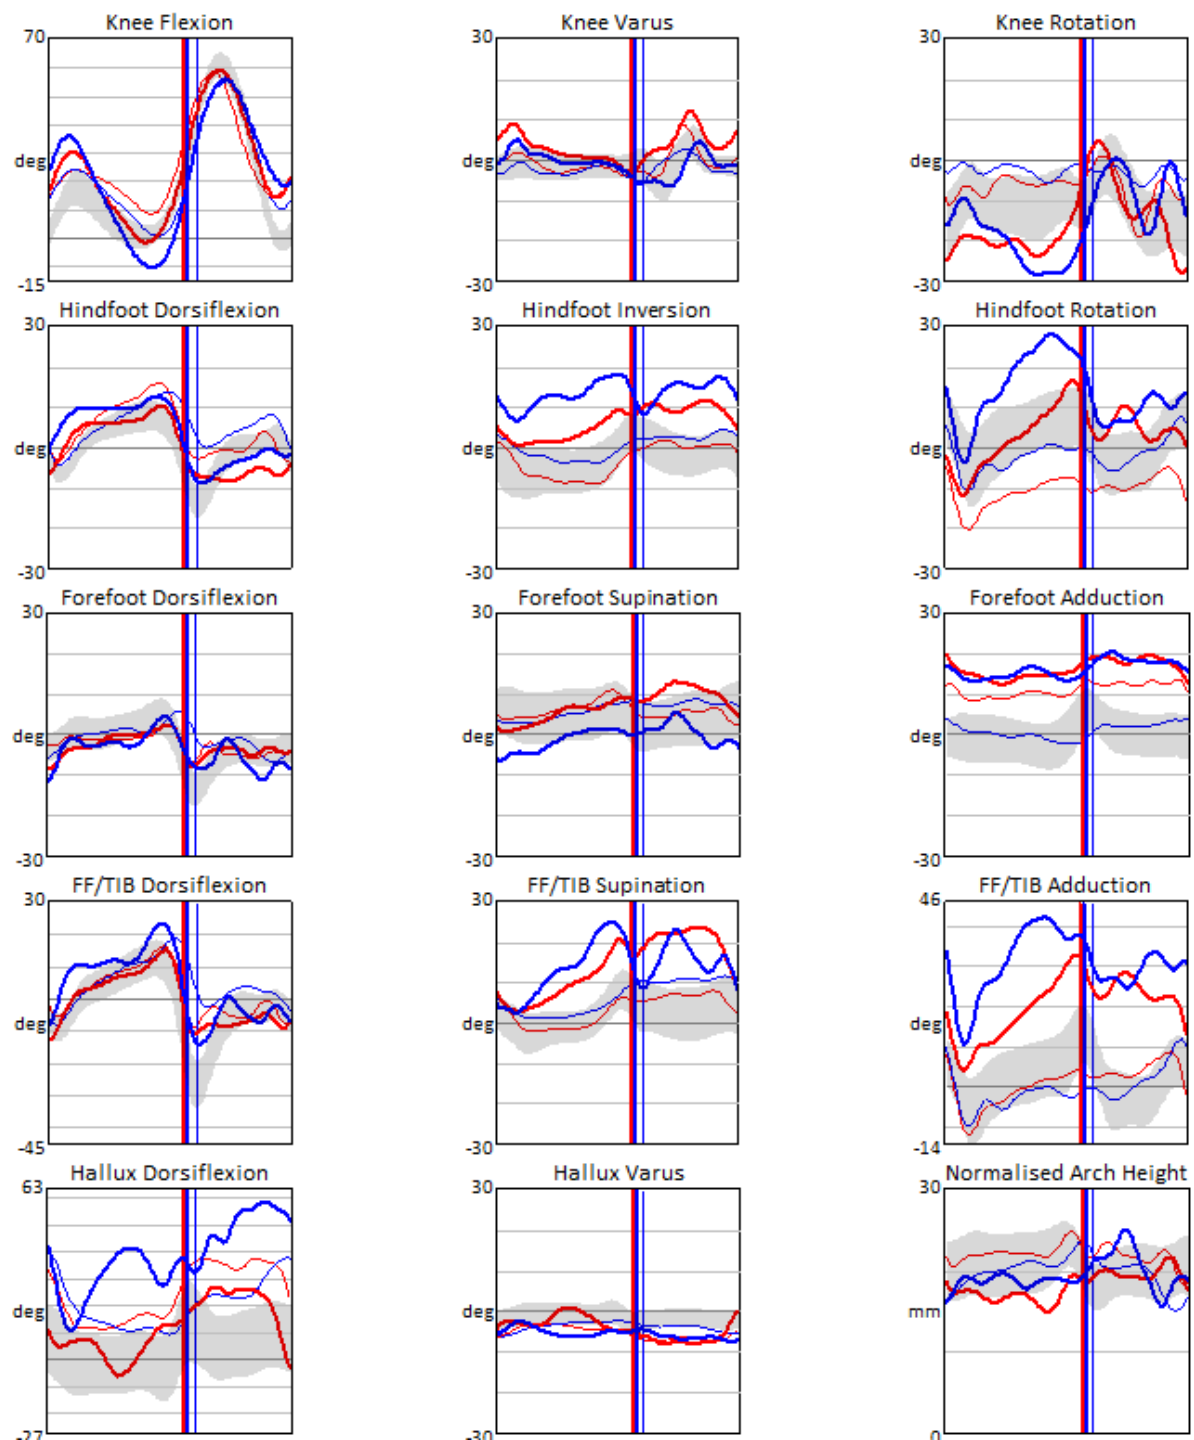 Knee Flexion Knee Varus Knee Rotation
70 30 30
deg deg deg
-15 -30 -30
Hindfoot Dorsiflexion Hindfoot Inversion Hindfoot Rotation
30 30 30
deg deg deg
-30 -30 -30
Forefoot Dorsiflexion Forefoot Supination Forefoot Adduction
30 30 30
deg deg deg
-30 -30 -30
FF/TIB Dorsiflexion FF/TIB Supination FF/TIB Adduction
30 30 46
deg deg deg
-45 -30 -14
Hallux Dorsiflexion Hallux Varus Normalised Arch Height
63 30 30
deg deg mm
-27 -30 0